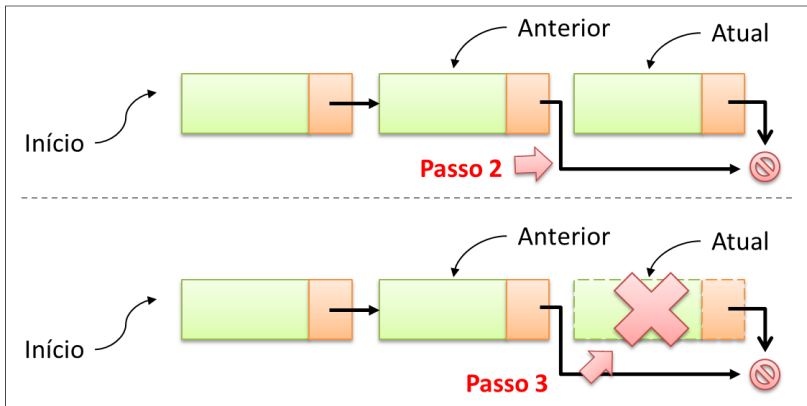 Anterior
Atual
Início
Passo 2
Anterior
Atual
Início
Passo 3